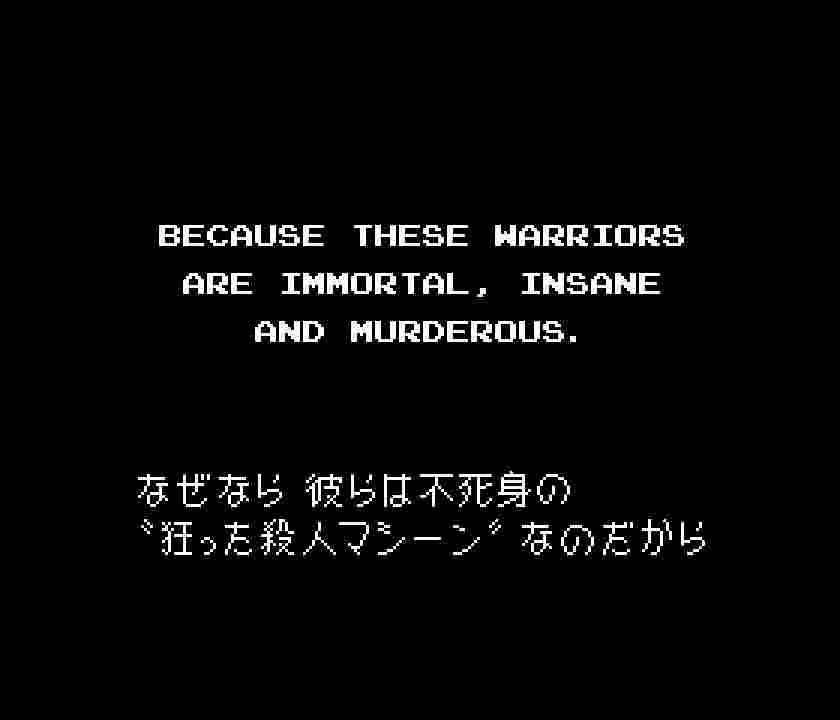 BECAUSE THESE WARRIORS
ARE IMMORTAL, INSANE
AND MURDEROUS.
なぜなら 彼らは不死身の
〝狂った殺人マシーン〞なのだから